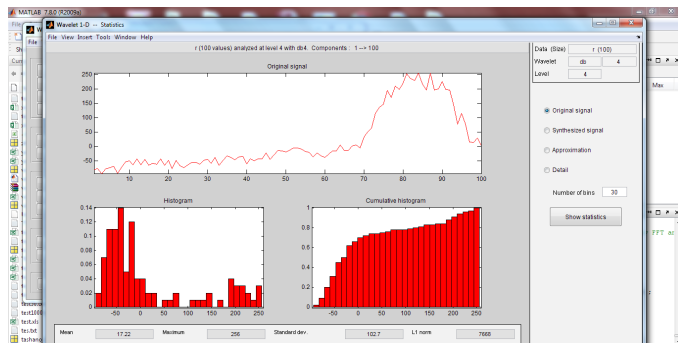 MATLAB 7.8.0 (R2009a)
Wavelet 1-D -- Statistics
File View Insert Tools Window Help
r (100 values) analyzed at level 4 with db4. Components : 1 --> 100
Data (Size) r (100)
Wavelet db 4
Level 4
Original signal
250
200
150
100
50
0
-50
10 20 30 40 50 60 70 80 90 100
Original signal
Synthesized signal
Approximation
Detail
Number of bins 30
Show statistics
Histogram
0.14
0.12
0.1
0.08
0.06
0.04
0.02
0
-50 0 50 100 150 200 250
Cumulative histogram
1
0.8
0.6
0.4
0.2
0
-50 0 50 100 150 200 250
Mean 17.22 Maximum 256 Standard dev. 102.7 L1 norm 7668
File
File
Max
FFT
test.xls
tes.txt
tashang